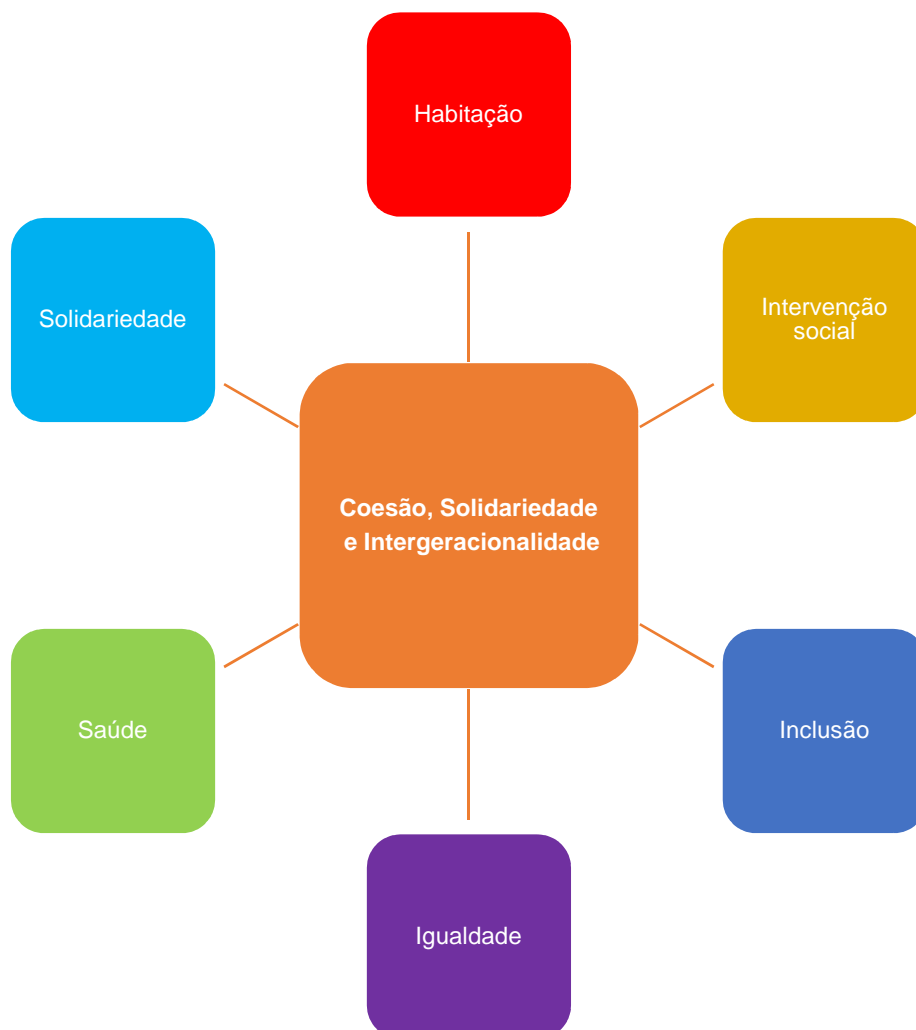 Habitação
Solidariedade
Intervenção
social
Coesão, Solidariedade
e Intergeracionalidade
Saúde
Inclusão
Igualdade